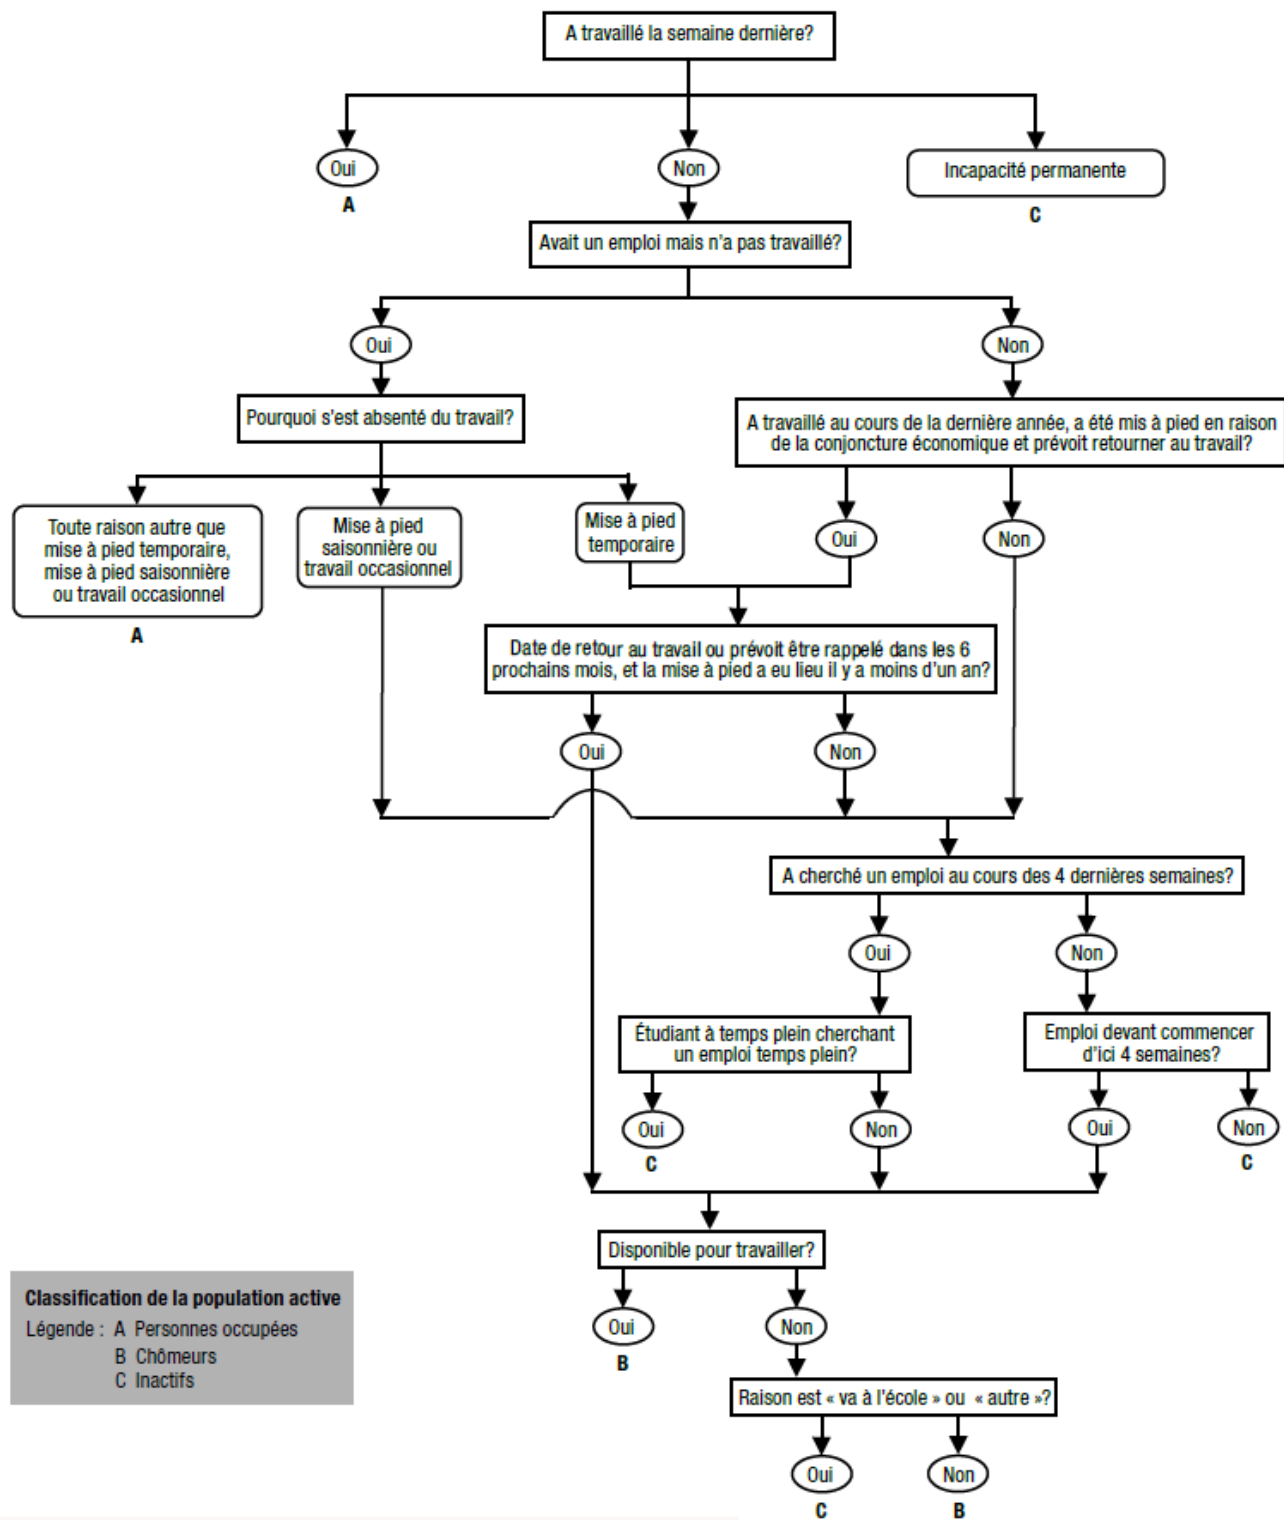 A travaillé la semaine dernière?
Oui
Non
Incapacité permanente
A
C
Avait un emploi mais n'a pas travaillé?
Oui
Non
Pourquoi s'est absenté du travail?
A travaillé au cours de la dernière année, a été mis à pied en raison
de la conjoncture économique et prévoit retourner au travail?
Toute raison autre que
mise à pied temporaire,
mise à pied saisonnière
ou travail occasionnel
A
Mise à pied
saisonnière ou
travail occasionnel
Mise à pied
temporaire
Oui
Non
Date de retour au travail ou prévoit être rappelé dans les 6
prochains mois, et la mise à pied a eu lieu il y a moins d'un an?
Oui
Non
A cherché un emploi au cours des 4 dernières semaines?
Oui
Non
Étudiant à temps plein cherchant
un emploi temps plein?
Emploi devant commencer
d'ici 4 semaines?
Oui
Non
Oui
Non
C
C
Disponible pour travailler?
Oui
Non
B
Raison est « va à l'école » ou « autre »?
Oui
Non
C
B
Classification de la population active
Légende : A Personnes occupées
B Chômeurs
C Inactifs